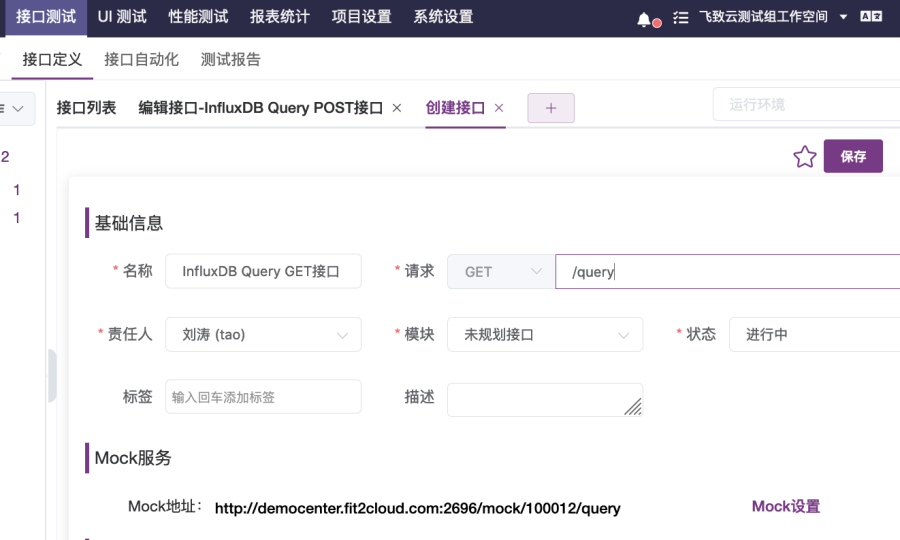 接口测试 UI 测试 性能测试 报表统计 项目设置 系统设置 飞致云测试组工作空间
接口定义 接口自动化 测试报告
接口列表 编辑接口-InfluxDB Query POST接口 × 创建接口 × + 运行环境
2
保存
1
1
基础信息
* 名称 InfluxDB Query GET接口 * 请求 GET /query
* 责任人 刘涛 (tao) * 模块 未规划接口 * 状态 进行中
标签 输入回车添加标签 描述
Mock服务
Mock地址: http://democenter.fit2cloud.com:2696/mock/100012/query Mock设置